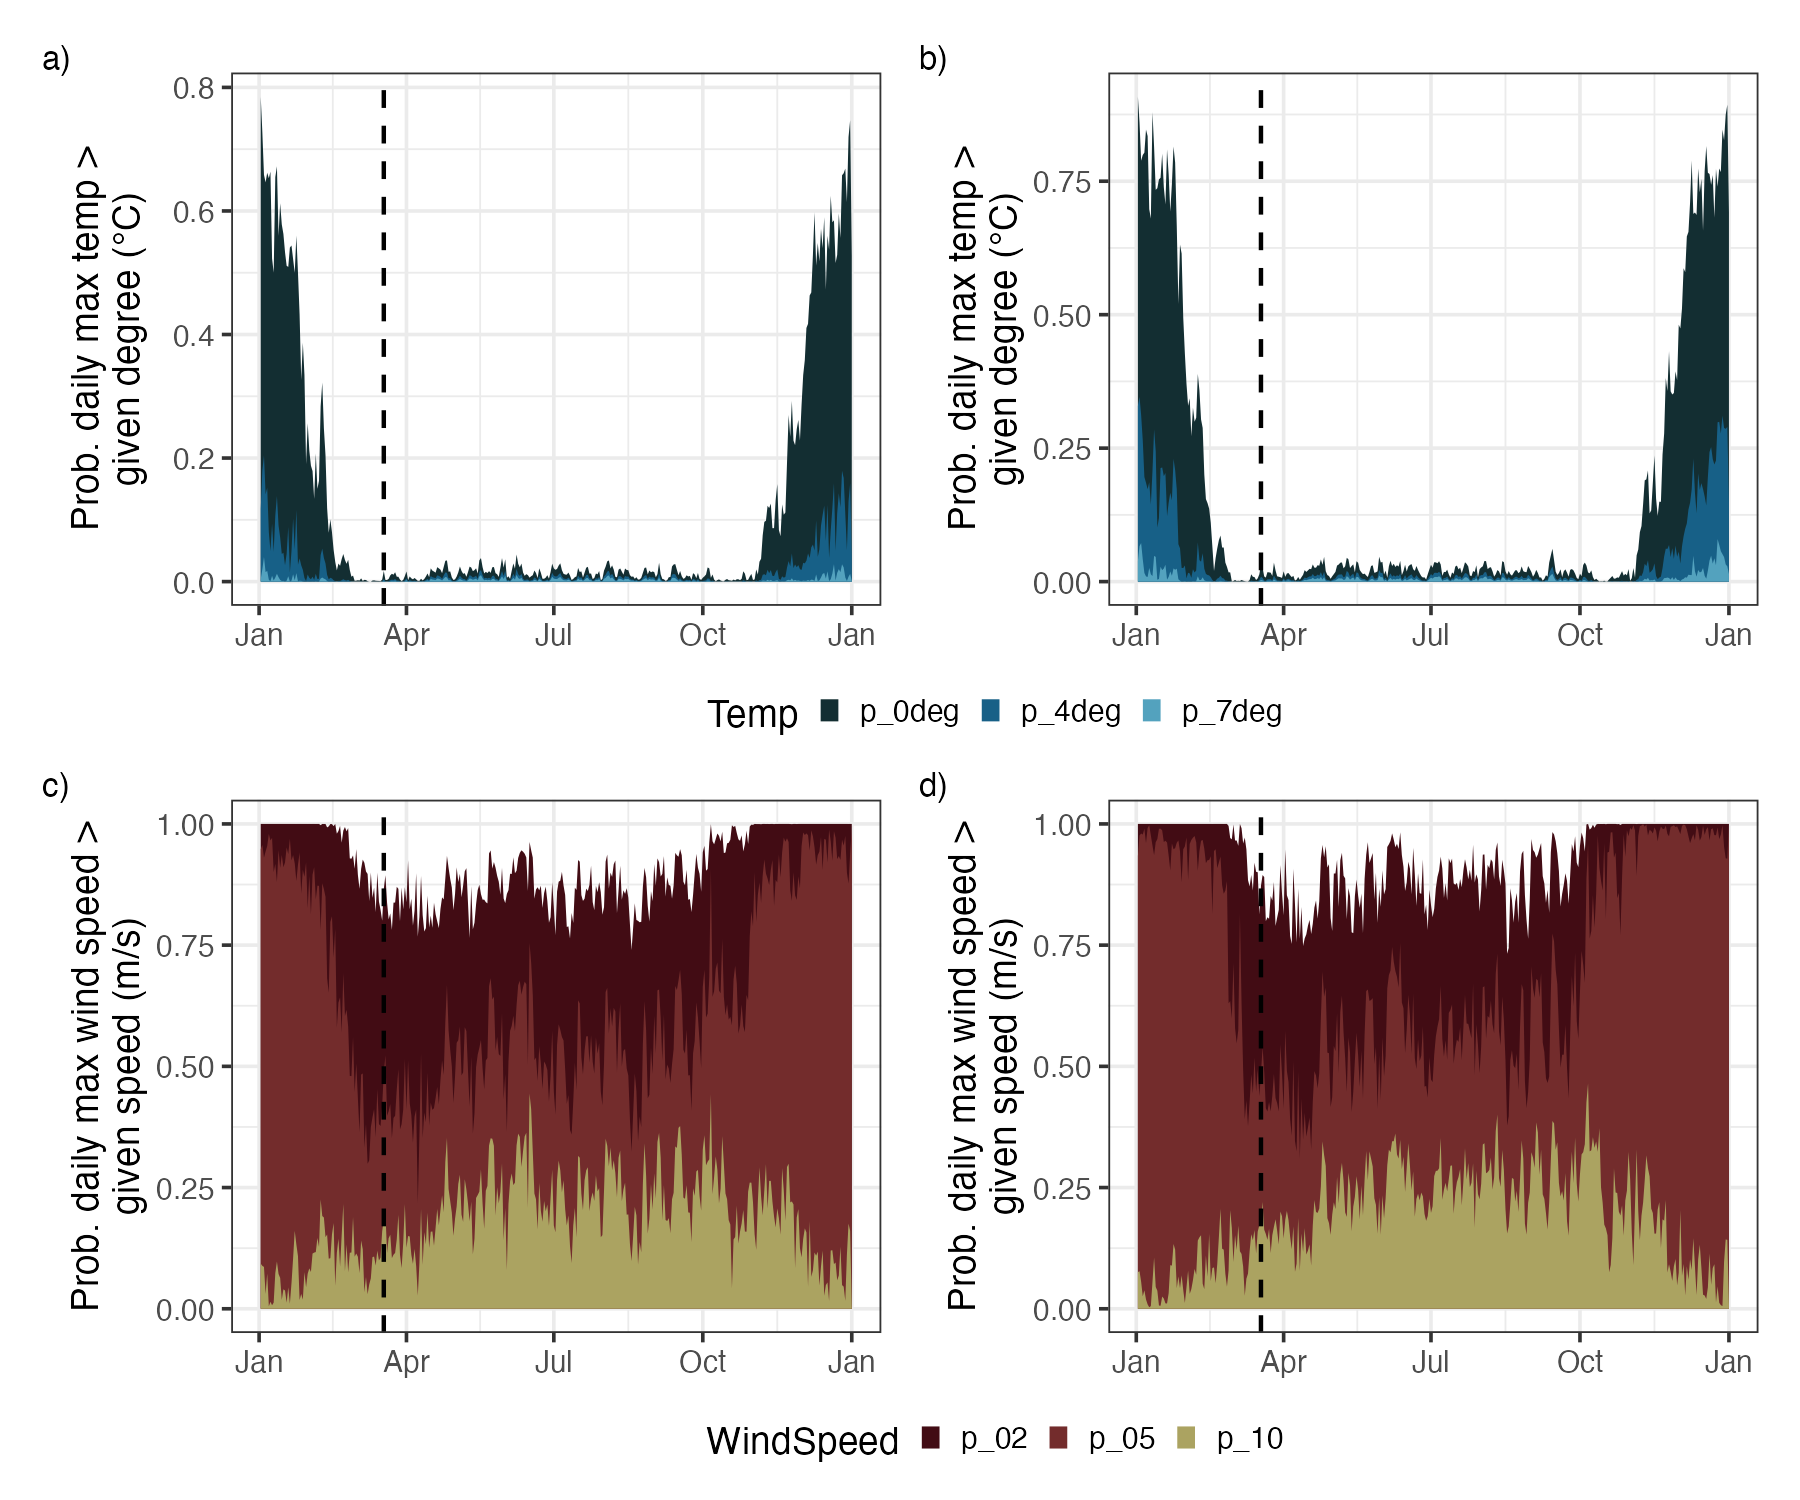 a)
Prob. daily max temp >
given degree (°C)
0.8
0.6
0.4
0.2
0.0
Jan Apr Jul Oct Jan
b)
Prob. daily max temp >
given degree (°C)
0.75
0.50
0.25
0.00
Jan Apr Jul Oct Jan
Temp p_0deg p_4deg p_7deg
c)
Prob. daily max wind speed >
given speed (m/s)
1.00
0.75
0.50
0.25
0.00
Jan Apr Jul Oct Jan
d)
Prob. daily max wind speed >
given speed (m/s)
1.00
0.75
0.50
0.25
0.00
Jan Apr Jul Oct Jan
WindSpeed p_02 p_05 p_10